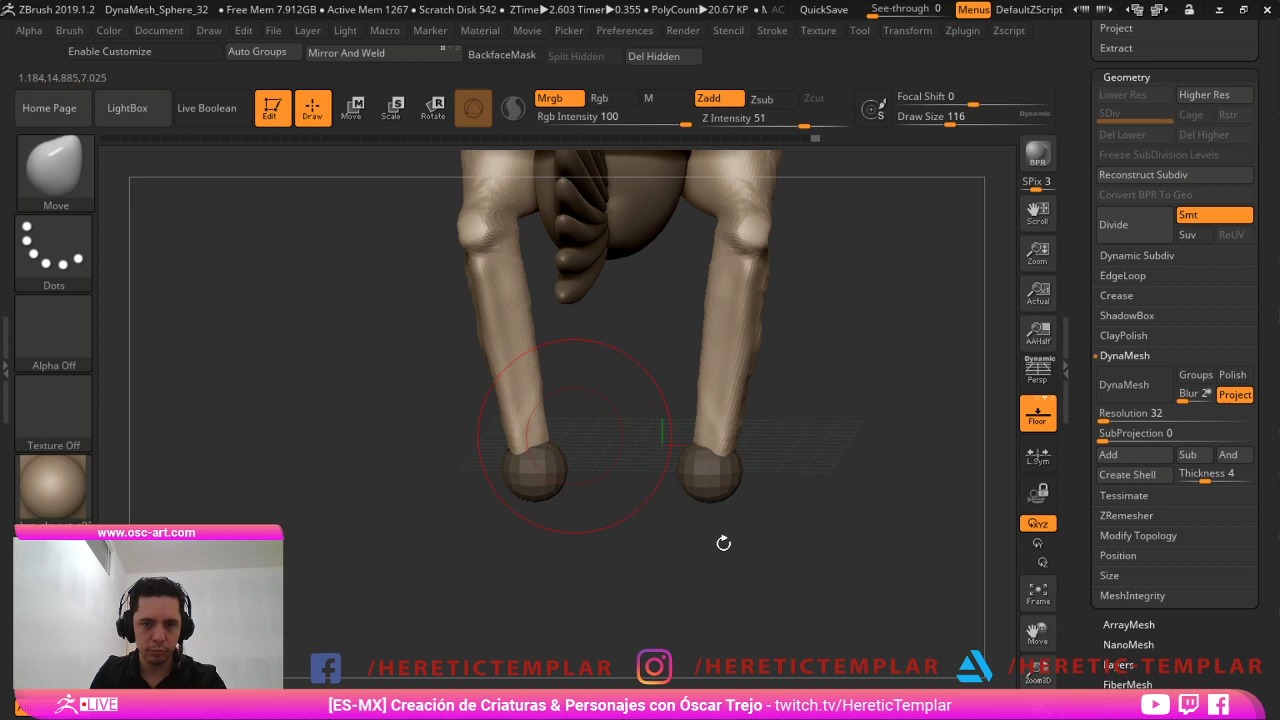 ZBrush 2019.1.2 DynaMesh_Sphere_32 • Free Mem 7.912GB • Active Mem 1267 • Scratch Disk 542 • ZTime▶2.603 Timer▶0.355 • PolyCount▶20.67 KP • AC QuickSave See-through 0 Menus DefaultZScript
Alpha Brush Color Document Draw Edit File Layer Light Macro Marker Material Movie Picker Preferences Render Stencil Stroke Texture Tool Transform Zplugin Zscript
Enable Customize Auto Groups Mirror And Weld BackfaceMask Split Hidden Del Hidden
1.184,14.885,7.025
Home Page LightBox Live Boolean Edit Draw Move Scale Rotate
Mrgb Rgb M Zadd Zsub Zcut Focal Shift 0
Rgb Intensity 100 Z Intensity 51 Draw Size 116 Dynamic
Move
Dots
Alpha Off
Texture Off
BPR
SPix 3
Scroll
Zoom
Actual
AAHalf
Dynamic
Persp
Floor
L.Sym
XYZ
Frame
Move
Zoom3D
Project
Extract
Geometry
Lower Res Higher Res
SDiv Cage Rstr
Del Lower Del Higher
Freeze SubDivision Levels
Reconstruct Subdiv
Convert BPR To Geo
Divide Smt
Suv ReUV
Dynamic Subdiv
EdgeLoop
Crease
ShadowBox
ClayPolish
DynaMesh
DynaMesh Groups Polish
Blur 2 Project
Resolution 32
SubProjection 0
Add Sub And
Create Shell Thickness 4
Tessimate
ZRemesher
Modify Topology
Position
Size
MeshIntegrity
ArrayMesh
NanoMesh
Layers
FiberMesh
www.osc-art.com
/HERETICTEMPLAR /HERETICTEMPLAR /HERETIC-TEMPLAR
LIVE [ES-MX] Creación de Criaturas & Personajes con Óscar Trejo - twitch.tv/HereticTemplar